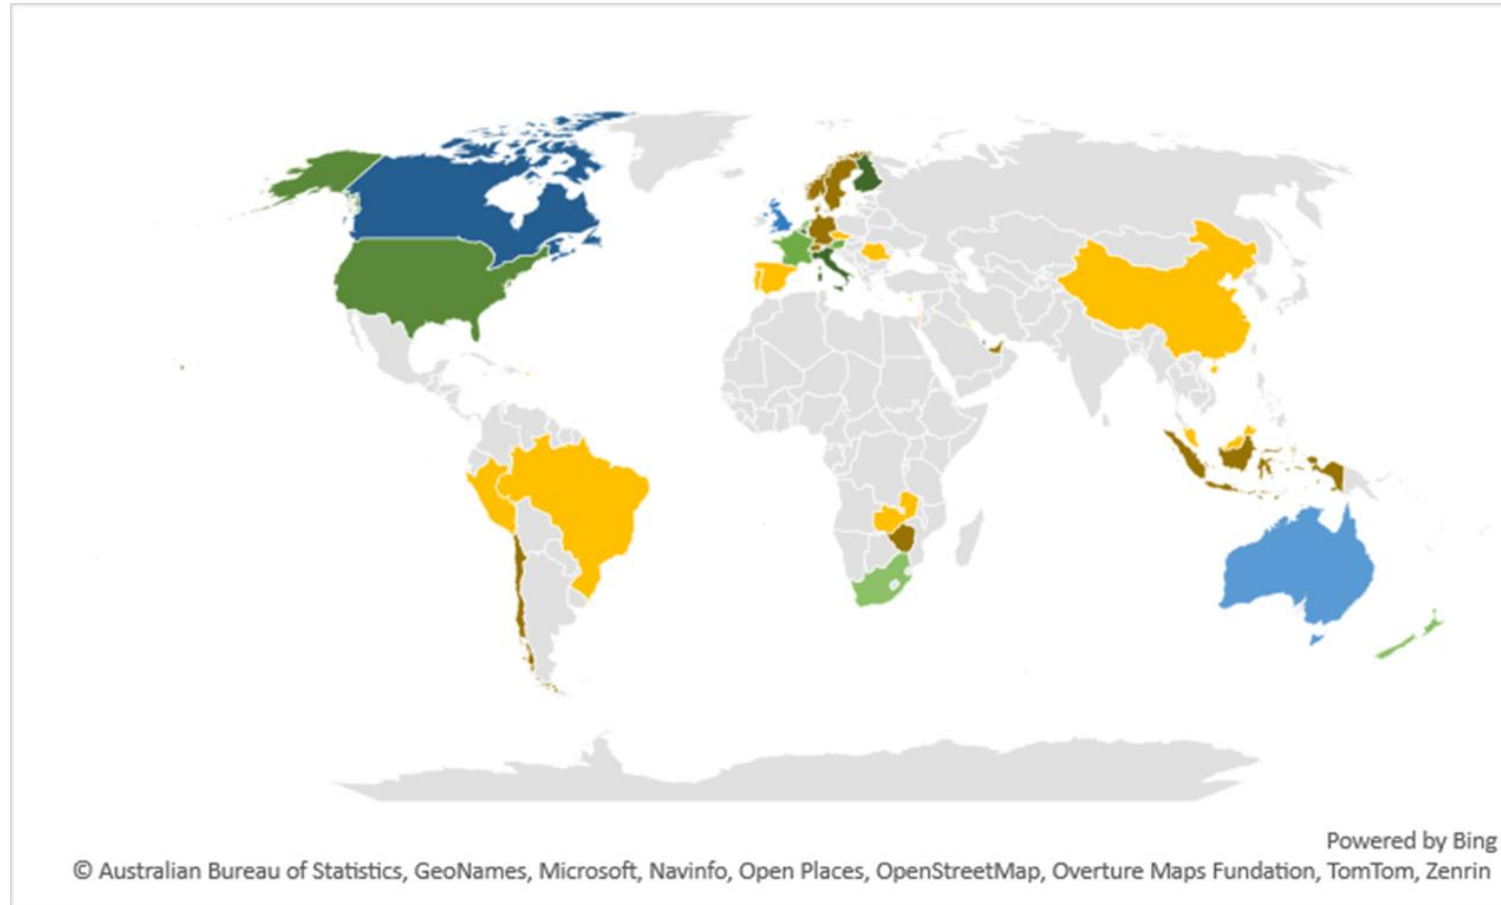 Powered by Bing
© Australian Bureau of Statistics, GeoNames, Microsoft, Navinfo, Open Places, OpenStreetMap, Overture Maps Fundation, TomTom, Zenrin